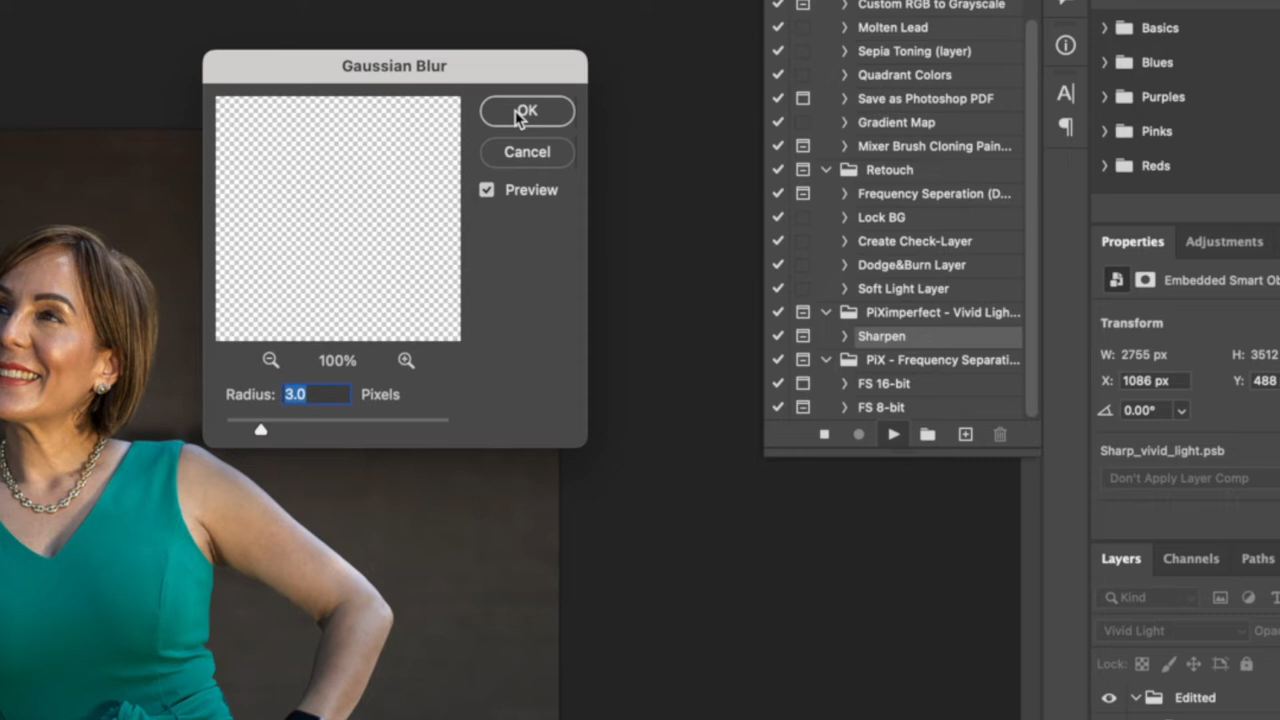 Gaussian Blur
OK
Cancel
Preview
100%
Radius: 3.0 Pixels
Custom RGB to Grayscale
Molten Lead
Sepia Toning (layer)
Quadrant Colors
Save as Photoshop PDF
Gradient Map
Mixer Brush Cloning Pain...
Retouch
Frequency Seperation (D...
Lock BG
Create Check-Layer
Dodge&Burn Layer
Soft Light Layer
PiXimperfect - Vivid Ligh...
Sharpen
PiX - Frequency Separati...
FS 16-bit
FS 8-bit
A|
Basics
Blues
Purples
Pinks
Reds
Properties Adjustments
Embedded Smart Ob
Transform
W: 2755 px H: 3512
X: 1086 px Y: 488
0.00°
Sharp_vivid_light.psb
Don't Apply Layer Comp
Layers Channels Paths
Kind T
Vivid Light Opa
Lock:
Editted